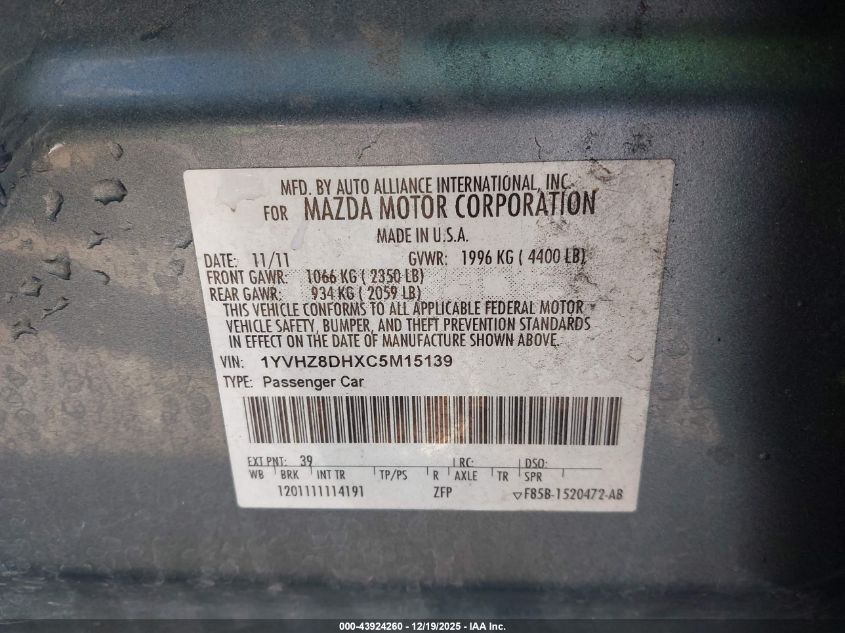 MFD. BY AUTO ALLIANCE INTERNATIONAL, INC.
FOR MAZDA MOTOR CORPORATION
MADE IN U.S.A.
DATE: 11/11 GVWR: 1996 KG ( 4400 LB)
FRONT GAWR: 1066 KG ( 2350 LB)
REAR GAWR: 934 KG ( 2059 LB)
THIS VEHICLE CONFORMS TO ALL APPLICABLE FEDERAL MOTOR
VEHICLE SAFETY, BUMPER, AND THEFT PREVENTION STANDARDS
IN EFFECT ON THE DATE OF MANUFACTURE SHOWN ABOVE.
VIN: 1YVHZ8DHXC5M15139
TYPE: Passenger Car
EXT PNT: 39 RC: DSO:
WB BRK INT TR TP/PS R AXLE TR SPR
1201111114191 ZFP ▽F85B-1520472-AB
000-43924260 - 12/19/2025 - IAA Inc.